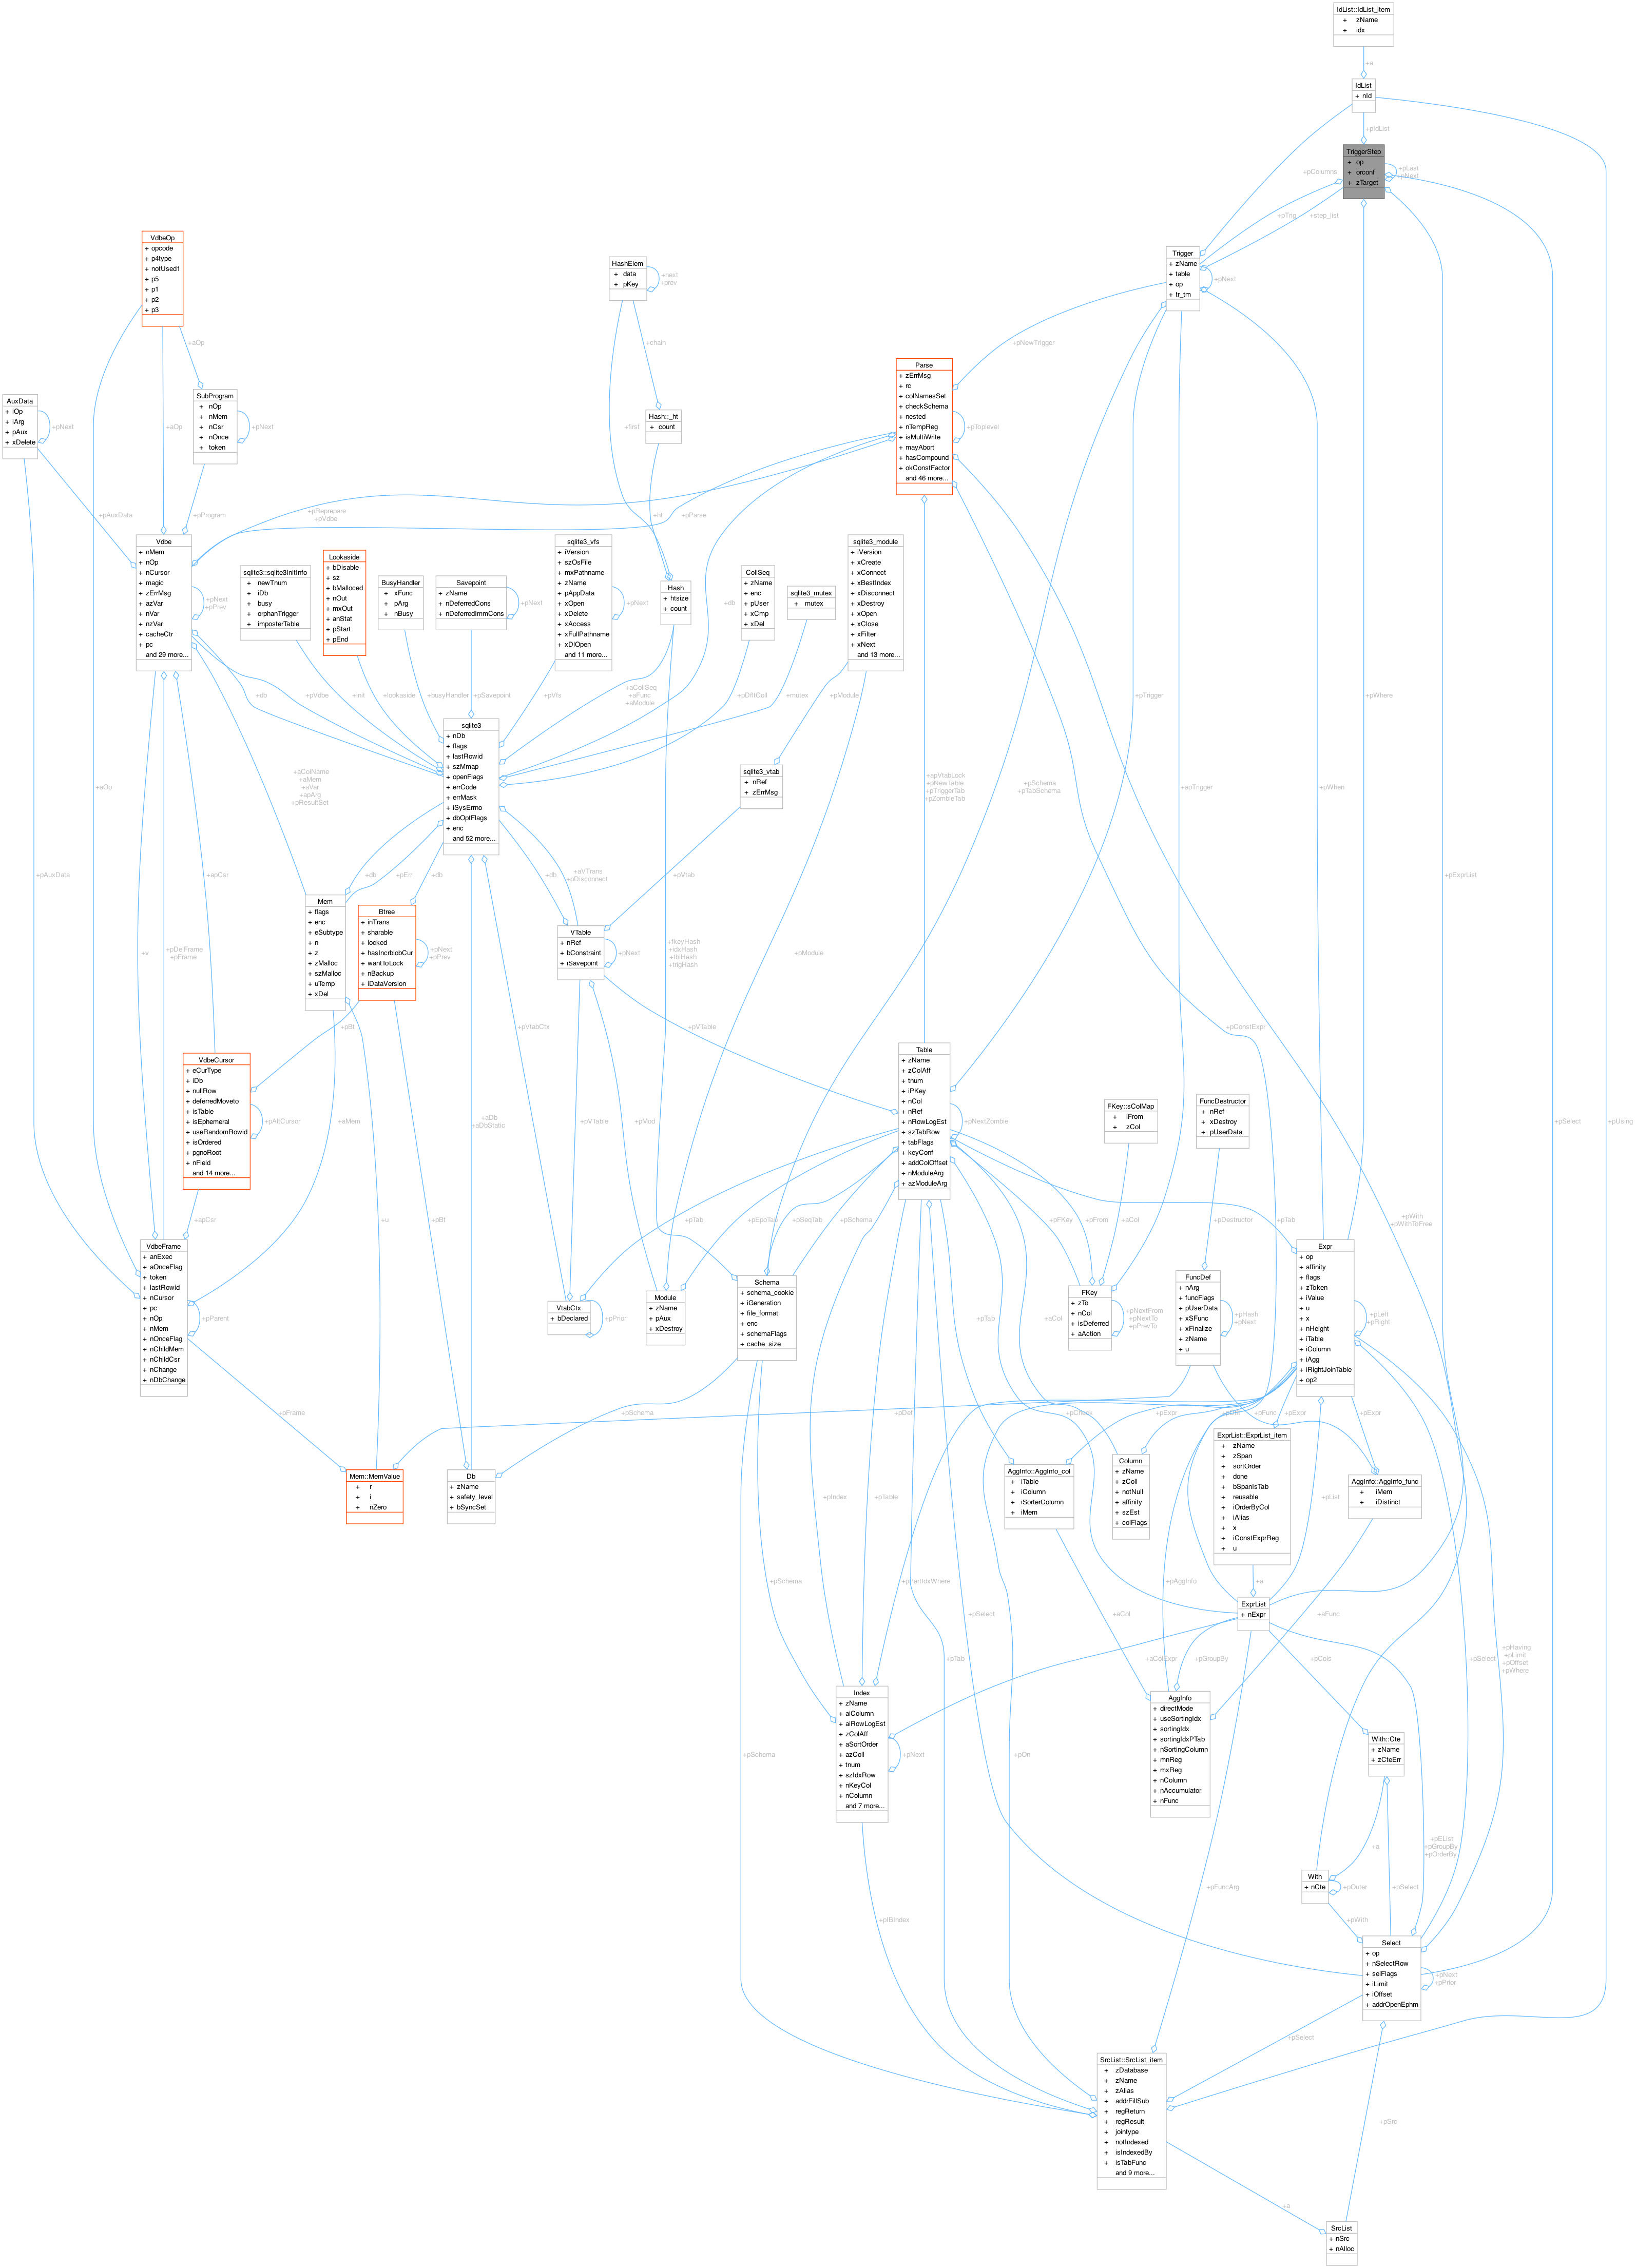 IdList::IdList_item
+ zName
+ idx
+a
IdList
+ nId
+pIdList
TriggerStep
+ op
+ orconf
+ zTarget
+pLast
+pNext
+pColumns
+pTrig
+step_list
Trigger
+ zName
+ table
+ op
+ tr_tm
+pNext
VdbeOp
+ opcode
+ p4type
+ notUsed1
+ p5
+ p1
+ p2
+ p3
HashElem
+ data
+ pKey
+next
+prev
+aOp
+chain
+pNewTrigger
+pWhere
Parse
+ zErrMsg
+ rc
+ colNamesSet
+ checkSchema
+ nested
+ nTempReg
+ isMultiWrite
+ mayAbort
+ hasCompound
+ okConstFactor
and 46 more...
+pToplevel
AuxData
+ iOp
+ iArg
+ pAux
+ xDelete
+pNext
SubProgram
+ nOp
+ nMem
+ nCsr
+ nOnce
+ token
+pNext
+aOp
+first
Hash::_ht
+ count
+pAuxData
+pProgram
+pReprepare
+pVdbe
+ht
+pParse
Vdbe
+ nMem
+ nOp
+ nCursor
+ magic
+ zErrMsg
+ azVar
+ nVar
+ nzVar
+ cacheCtr
+ pc
and 29 more...
+pNext
+pPrev
sqlite3::sqlite3InitInfo
+ newTnum
+ iDb
+ busy
+ orphanTrigger
+ imposterTable
Lookaside
+ bDisable
+ sz
+ bMalloced
+ nOut
+ mxOut
+ anStat
+ pStart
+ pEnd
BusyHandler
+ xFunc
+ pArg
+ nBusy
Savepoint
+ zName
+ nDeferredCons
+ nDeferredImmCons
+pNext
sqlite3_vfs
+ iVersion
+ szOsFile
+ mxPathname
+ zName
+ pAppData
+ xOpen
+ xDelete
+ xAccess
+ xFullPathname
+ xDlOpen
and 11 more...
+pNext
Hash
+ htsize
+ count
+db
CollSeq
+ zName
+ enc
+ pUser
+ xCmp
+ xDel
sqlite3_mutex
+ mutex
sqlite3_module
+ iVersion
+ xCreate
+ xConnect
+ xBestIndex
+ xDisconnect
+ xDestroy
+ xOpen
+ xClose
+ xFilter
+ xNext
and 13 more...
+db
+pVdbe
+init
+lookaside
+busyHandler
+pSavepoint
+pVfs
+aCollSeq
+aFunc
+aModule
+pDfltColl
+mutex
+pModule
+pTrigger
sqlite3
+ nDb
+ flags
+ lastRowid
+ szMmap
+ openFlags
+ errCode
+ errMask
+ iSysErrno
+ dbOptFlags
+ enc
and 52 more...
+aColName
+aMem
+aVar
+apArg
+pResultSet
+aOp
sqlite3_vtab
+ nRef
+ zErrMsg
+apVtabLock
+pNewTable
+pTriggerTab
+pZombieTab
+pSchema
+pTabSchema
+apTrigger
+pWhen
+pAuxData
+apCsr
+db
+pErr
+db
+db
+aVTrans
+pDisconnect
+pVtab
+pExprList
Mem
+ flags
+ enc
+ eSubtype
+ n
+ z
+ zMalloc
+ szMalloc
+ uTemp
+ xDel
Btree
+ inTrans
+ sharable
+ locked
+ hasIncrblobCur
+ wantToLock
+ nBackup
+ iDataVersion
+pNext
+pPrev
VTable
+ nRef
+ bConstraint
+ iSavepoint
+pNext
+v
+pDelFrame
+pFrame
+fkeyHash
+idxHash
+tblHash
+trigHash
+pModule
+pBt
+pVtabCtx
+pVTable
+pConstExpr
VdbeCursor
+ eCurType
+ iDb
+ nullRow
+ deferredMoveto
+ isTable
+ isEphemeral
+ useRandomRowid
+ isOrdered
+ pgnoRoot
+ nField
and 14 more...
+pAltCursor
+aMem
+aDb
+aDbStatic
+pVTable
+pMod
Table
+ zName
+ zColAff
+ tnum
+ iPKey
+ nCol
+ nRef
+ nRowLogEst
+ szTabRow
+ tabFlags
+ keyConf
+ addColOffset
+ nModuleArg
+ azModuleArg
+pNextZombie
FKey::sColMap
+ iFrom
+ zCol
FuncDestructor
+ nRef
+ xDestroy
+ pUserData
+pSelect
+pUsing
+apCsr
+u
+pBt
+pTab
+pEpoTab
+pSeqTab
+pSchema
+pFKey
+pFrom
+aCol
+pDestructor
+pTab
+pWith
+pWithToFree
VdbeFrame
+ anExec
+ aOnceFlag
+ token
+ lastRowid
+ nCursor
+ pc
+ nOp
+ nMem
+ nOnceFlag
+ nChildMem
+ nChildCsr
+ nChange
+ nDbChange
+pParent
VtabCtx
+ bDeclared
+pPrior
Module
+ zName
+ pAux
+ xDestroy
Schema
+ schema_cookie
+ iGeneration
+ file_format
+ enc
+ schemaFlags
+ cache_size
+pTab
+aCol
FKey
+ zTo
+ nCol
+ isDeferred
+ aAction
+pNextFrom
+pNextTo
+pPrevTo
FuncDef
+ nArg
+ funcFlags
+ pUserData
+ xSFunc
+ xFinalize
+ zName
+ u
+pHash
+pNext
Expr
+ op
+ affinity
+ flags
+ zToken
+ iValue
+ u
+ x
+ nHeight
+ iTable
+ iColumn
+ iAgg
+ iRightJoinTable
+ op2
+pLeft
+pRight
+pFrame
+pSchema
+pDef
+pCheck
+pExpr
+pDflt
+pFunc
+pExpr
+pExpr
Mem::MemValue
+ r
+ i
+ nZero
Db
+ zName
+ safety_level
+ bSyncSet
+pIndex
+pTable
AggInfo::AggInfo_col
+ iTable
+ iColumn
+ iSorterColumn
+ iMem
Column
+ zName
+ zColl
+ notNull
+ affinity
+ szEst
+ colFlags
ExprList::ExprList_item
+ zName
+ zSpan
+ sortOrder
+ done
+ bSpanIsTab
+ reusable
+ iOrderByCol
+ iAlias
+ x
+ iConstExprReg
+ u
+pList
AggInfo::AggInfo_func
+ iMem
+ iDistinct
+pSchema
+pPartIdxWhere
+pSelect
+pAggInfo
+a
+aCol
ExprList
+ nExpr
+aFunc
+pTab
+aColExpr
+pGroupBy
+pCols
+pSelect
+pHaving
+pLimit
+pOffset
+pWhere
Index
+ zName
+ aiColumn
+ aiRowLogEst
+ zColAff
+ aSortOrder
+ azColl
+ tnum
+ szIdxRow
+ nKeyCol
+ nColumn
and 7 more...
+pNext
AggInfo
+ directMode
+ useSortingIdx
+ sortingIdx
+ sortingIdxPTab
+ nSortingColumn
+ mnReg
+ mxReg
+ nColumn
+ nAccumulator
+ nFunc
With::Cte
+ zName
+ zCteErr
+pSchema
+pOn
+a
+pEList
+pGroupBy
+pOrderBy
With
+ nCte
+pOuter
+pSelect
+pFuncArg
+pIBIndex
+pWith
Select
+ op
+ nSelectRow
+ selFlags
+ iLimit
+ iOffset
+ addrOpenEphm
+pNext
+pPrior
+pSelect
SrcList::SrcList_item
+ zDatabase
+ zName
+ zAlias
+ addrFillSub
+ regReturn
+ regResult
+ jointype
+ notIndexed
+ isIndexedBy
+ isTabFunc
and 9 more...
+pSrc
+a
SrcList
+ nSrc
+ nAlloc